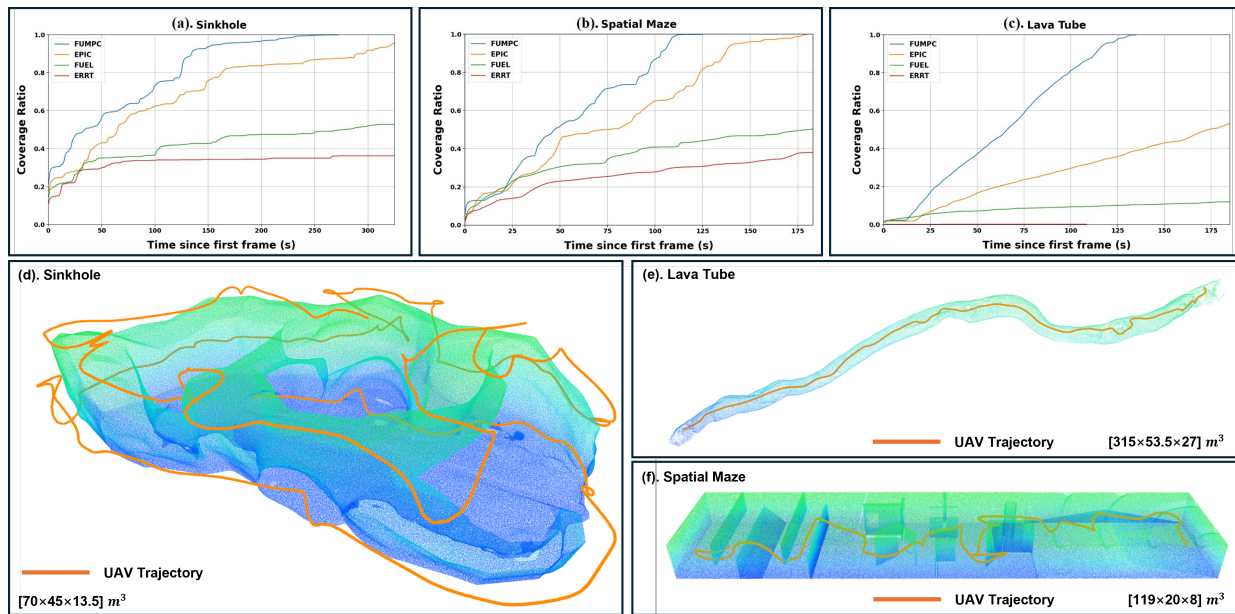 (a). Sinkhole
FUMPC
EPIC
FUEL
ERRT
Coverage Ratio
1.0
0.8
0.6
0.4
0.2
0.0
0 50 100 150 200 250 300
Time since first frame (s)
(b). Spatial Maze
FUMPC
EPIC
FUEL
ERRT
Coverage Ratio
1.0
0.8
0.6
0.4
0.2
0.0
0 25 50 75 100 125 150 175
Time since first frame (s)
(c). Lava Tube
FUMPC
EPIC
FUEL
ERRT
Coverage Ratio
1.0
0.8
0.6
0.4
0.2
0.0
0 25 50 75 100 125 150 175
Time since first frame (s)
(d). Sinkhole
UAV Trajectory
[70×45×13.5] m³
(e). Lava Tube
UAV Trajectory [315×53.5×27] m³
(f). Spatial Maze
UAV Trajectory [119×20×8] m³